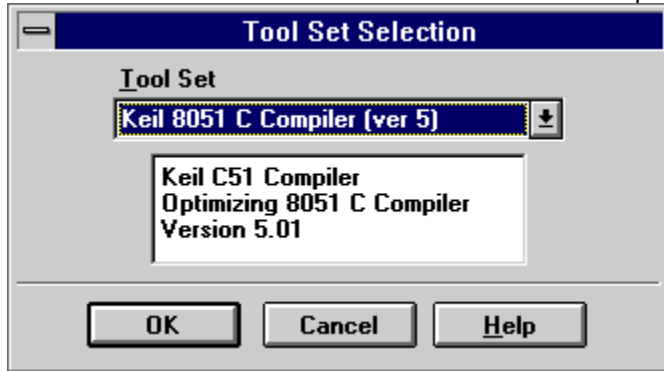 Tool Set Selection
Tool Set
Keil 8051 C Compiler (ver 5)
Keil C51 Compiler
Optimizing 8051 C Compiler
Version 5.01
OK Cancel Help